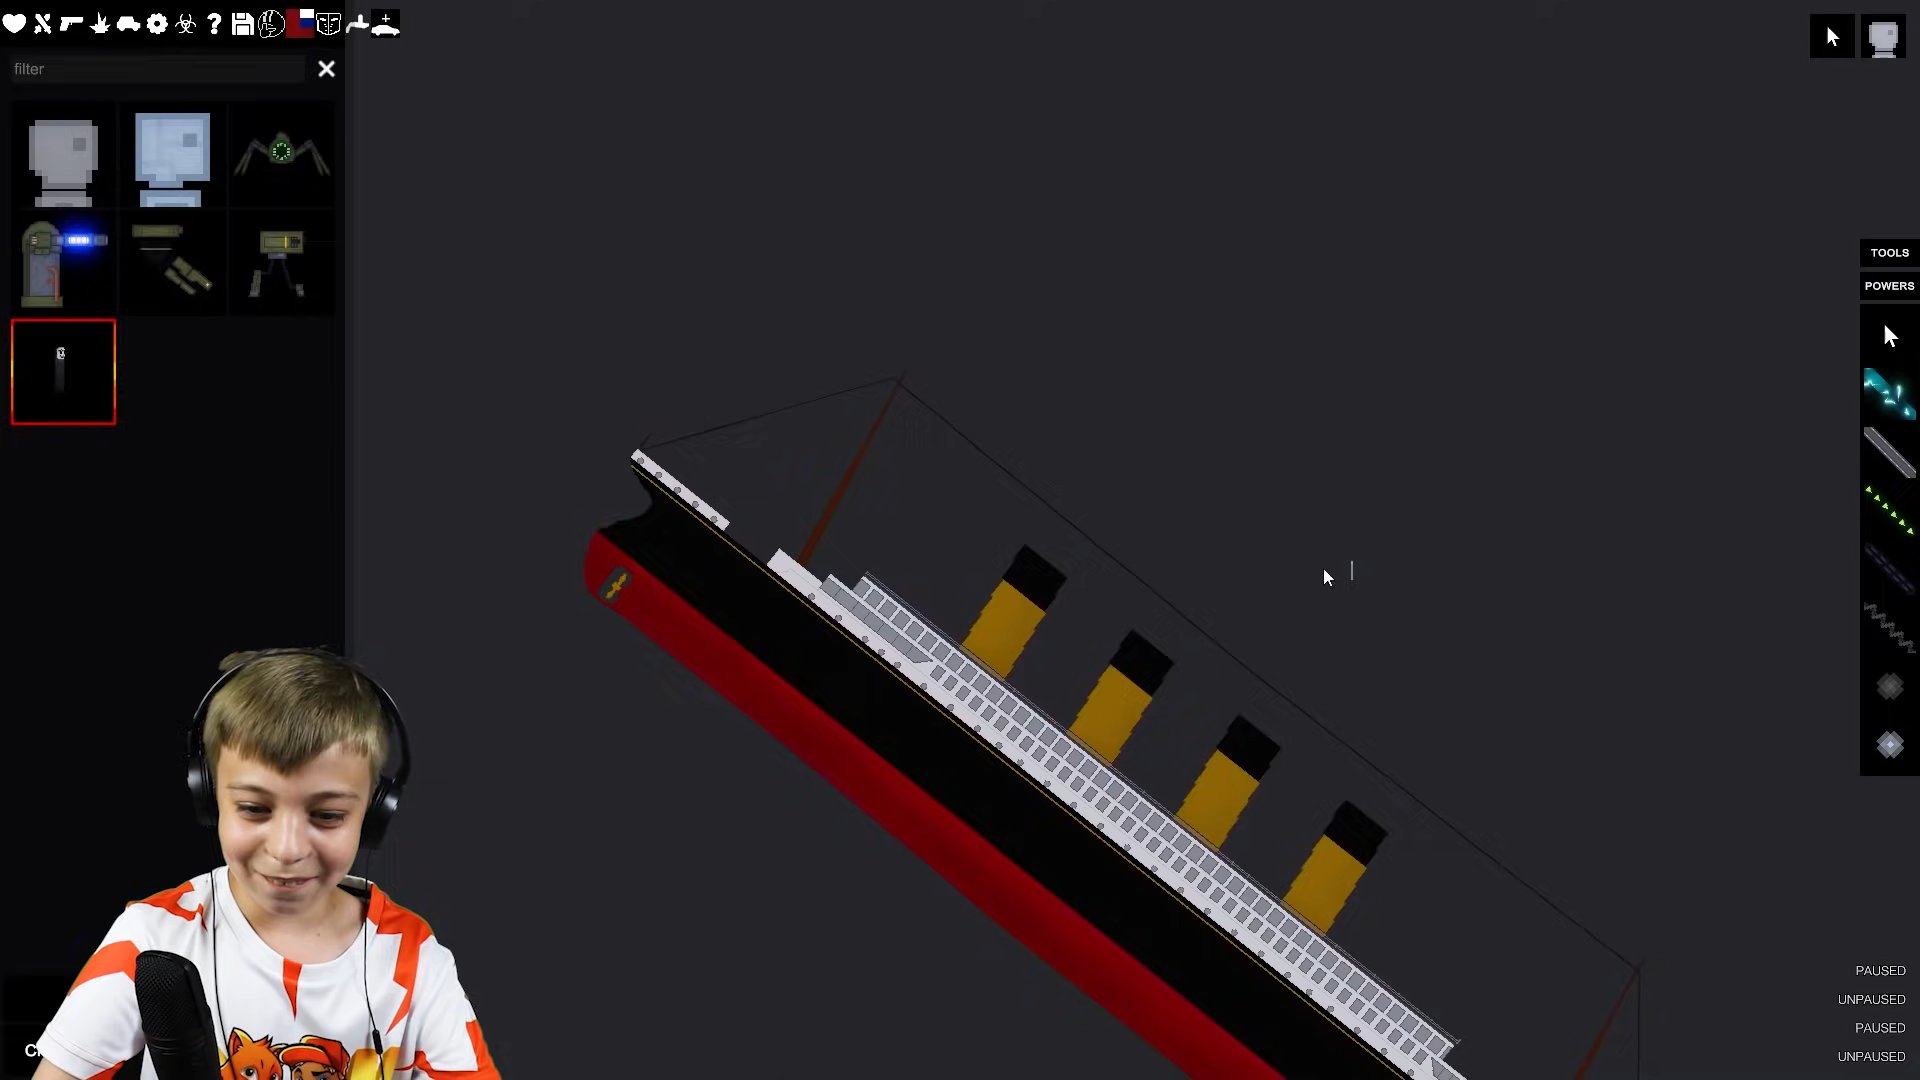 ?
filter
TOOLS
POWERS
PAUSED
UNPAUSED
PAUSED
UNPAUSED